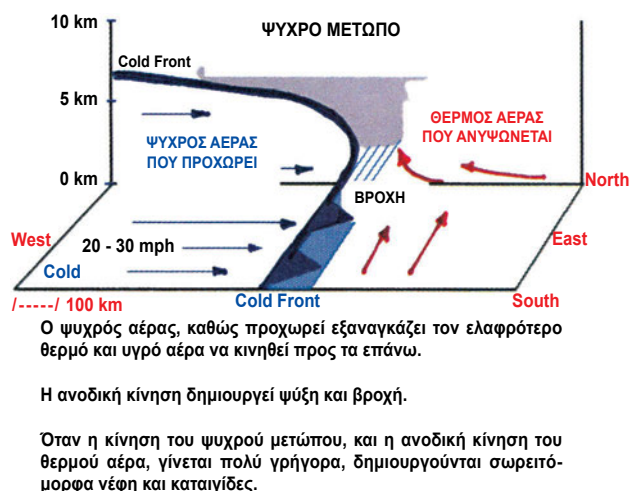 10 km
ΨΥΧΡΟ ΜΕΤΩΠΟ
Cold Front
5 km
ΨΥΧΡΟΣ ΑΕΡΑΣ
ΠΟΥ ΠΡΟΧΩΡΕΙ
ΘΕΡΜΟΣ ΑΕΡΑΣ
ΠΟΥ ΑΝΥΨΩΝΕΤΑΙ
0 km
ΒΡΟΧΗ
North
West
20 - 30 mph
East
Cold
/-----/ 100 km
Cold Front
South
Ο ψυχρός αέρας, καθώς προχωρεί εξαναγκάζει τον ελαφρότερο
θερμό και υγρό αέρα να κινηθεί προς τα επάνω.
Η ανοδική κίνηση δημιουργεί ψύξη και βροχή.
Όταν η κίνηση του ψυχρού μετώπου, και η ανοδική κίνηση του
θερμού αέρα, γίνεται πολύ γρήγορα, δημιουργούνται σωρειτό-
μορφα νέφη και καταιγίδες.